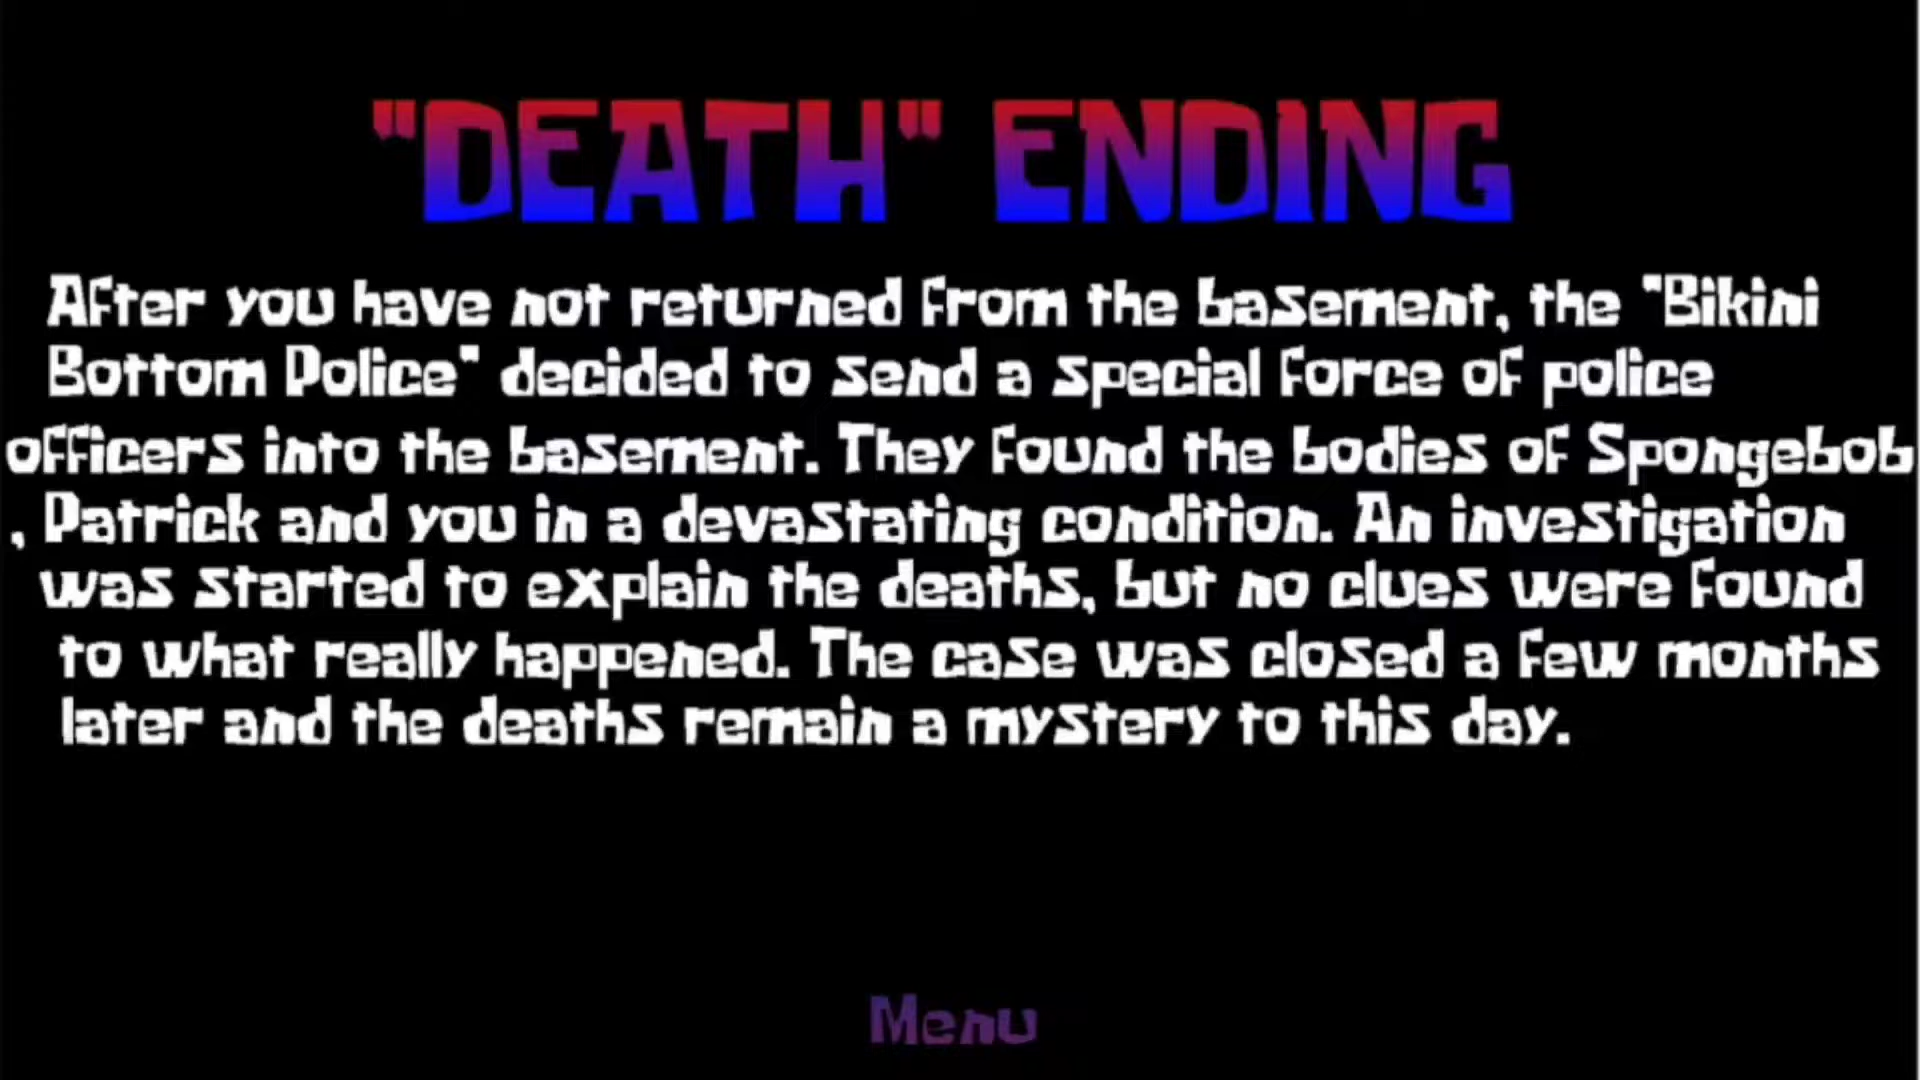 "DEATH" ENDING
After you have not returned from the basement, the "Bikini
Bottom Police" decided to send a special force of police
officers into the basement. They found the bodies of Spongebob
, Patrick and you in a devastating condition. An investigation
was started to explain the deaths, but no clues were found
to what really happened. The case was closed a few months
later and the deaths remain a mystery to this day.
Menu